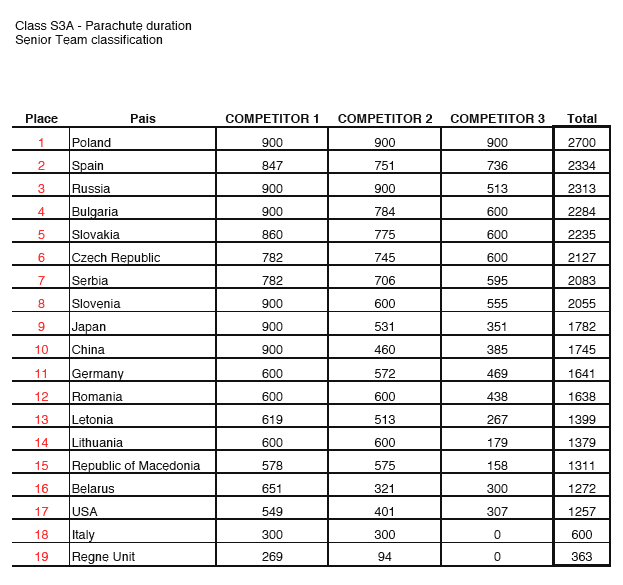 Class S3A - Parachute duration
Senior Team classification
Place Pais COMPETITOR 1 COMPETITOR 2 COMPETITOR 3 Total
1 Poland 900 900 900 2700
2 Spain 847 751 736 2334
3 Russia 900 900 513 2313
4 Bulgaria 900 784 600 2284
5 Slovakia 860 775 600 2235
6 Czech Republic 782 745 600 2127
7 Serbia 782 706 595 2083
8 Slovenia 900 600 555 2055
9 Japan 900 531 351 1782
10 China 900 460 385 1745
11 Germany 600 572 469 1641
12 Romania 600 600 438 1638
13 Letonia 619 513 267 1399
14 Lithuania 600 600 179 1379
15 Republic of Macedonia 578 575 158 1311
16 Belarus 651 321 300 1272
17 USA 549 401 307 1257
18 Italy 300 300 0 600
19 Regne Unit 269 94 0 363